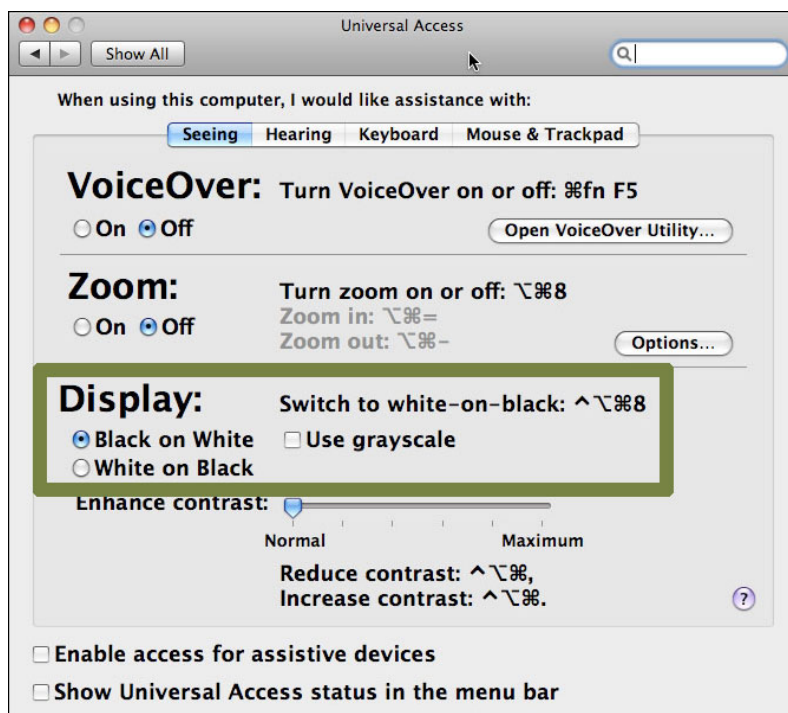 Universal Access
Show All
When using this computer, I would like assistance with:
Seeing Hearing Keyboard Mouse & Trackpad
VoiceOver: Turn VoiceOver on or off: ⌘fn F5
On Off Open VoiceOver Utility...
Zoom: Turn zoom on or off: ⌥⌘8
On Off Zoom in: ⌥⌘=
Zoom out: ⌥⌘- Options...
Display: Switch to white-on-black: ^⌥⌘8
Black on White Use grayscale
White on Black
Enhance contrast:
Normal Maximum
Reduce contrast: ^⌥⌘,
Increase contrast: ^⌥⌘. ?
Enable access for assistive devices
Show Universal Access status in the menu bar